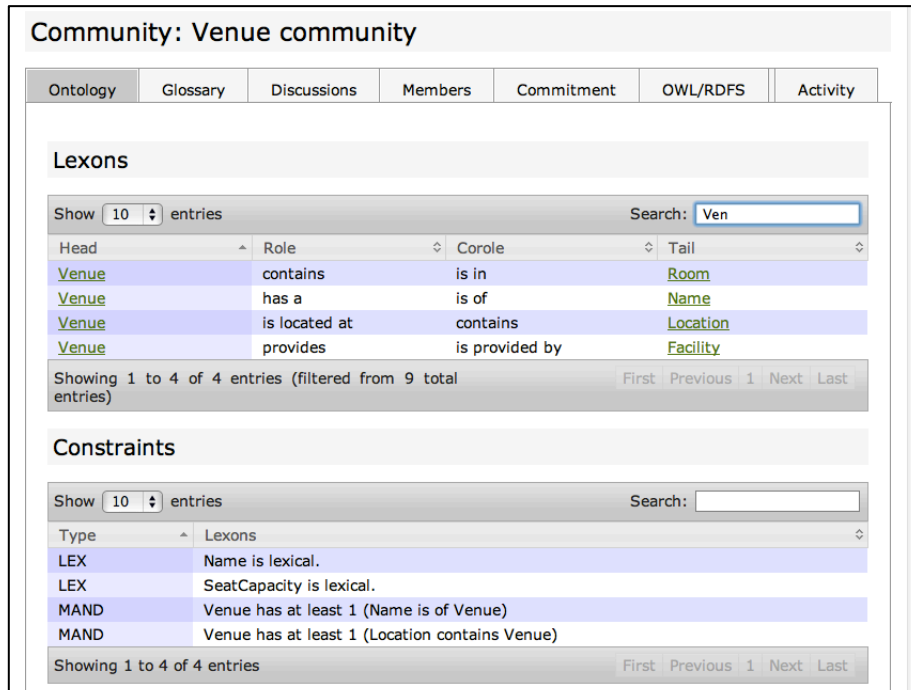 Community: Venue community
Ontology Glossary Discussions Members Commitment OWL/RDFS Activity
Lexons
Show 10 entries Search: Ven
Head Role Corole Tail
Venue contains is in Room
Venue has a is of Name
Venue is located at contains Location
Venue provides is provided by Facility
Showing 1 to 4 of 4 entries (filtered from 9 total
entries)
First Previous 1 Next Last
Constraints
Show 10 entries Search:
Type Lexons
LEX Name is lexical.
LEX SeatCapacity is lexical.
MAND Venue has at least 1 (Name is of Venue)
MAND Venue has at least 1 (Location contains Venue)
Showing 1 to 4 of 4 entries First Previous 1 Next Last